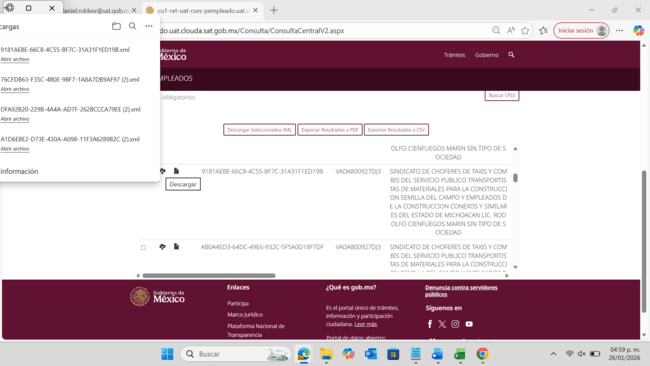 daniel.roblesr@sat.gob.m
cu1-ret-uat-cses-pempleado.uat
do.uat.clouda.sat.gob.mx/Consulta/ConsultaCentralV2.aspx
Iniciar sesión
cargas
9181AEBE-66C8-4C55-BF7C-31A31F1ED19B.xml
Abrir archivo
76CFDB63-F35C-4B0E-9BF7-1A8A7DB9AF97 (2).xml
Abrir archivo
DFA92B20-229B-4A4A-AD7F-262BCCCA79EE (2).xml
Abrir archivo
A1D6EBE2-D73E-430A-A098-11F3A6289B2C (2).xml
Abrir archivo
información
Gobierno de
México
Trámites
Gobierno
MPLEADOS
obligatorios
Buscar CFDI
Descargar Seleccionados XML
Exportar Resultados a PDF
Exportar Resultados a CSV
OLFO CIENFUEGOS MARIN SIN TIPO DE S
OCIEDAD
9181AEBE-66C8-4C55-BF7C-31A31F1ED19B
VADA800927DJ3
SINDICATO DE CHOFERES DE TAXIS Y COM
BIS DEL SERVICIO PUBLICO TRANSPORTIS
TAS DE MATERIALES PARA LA CONSTRUCCI
ON SEMILLA DEL CAMPO Y EMPLEADOS D
E LA CONSTRUCCION CONEXOS Y SIMILAR
ES DEL ESTADO DE MICHOACAN LIC. ROD
OLFO CIENFUEGOS MARIN SIN TIPO DE S
OCIEDAD
Descargar
A80A4ED3-64DC-49E6-932C-5F5A0D18F7DF
VADA800927DJ3
SINDICATO DE CHOFERES DE TAXIS Y COM
BIS DEL SERVICIO PUBLICO TRANSPORTIS
TAS DE MATERIALES PARA LA CONSTRUCCI
Gobierno de
México
Enlaces
Participa
Marco Jurídico
Plataforma Nacional de
Transparencia
¿Qué es gob.mx?
Es el portal único de trámites,
información y participación
ciudadana. Leer más
Portal de datos abiertos
Denuncia contra servidores
públicos
Síguenos en
Buscar
04:59 p. m.
26/01/2026